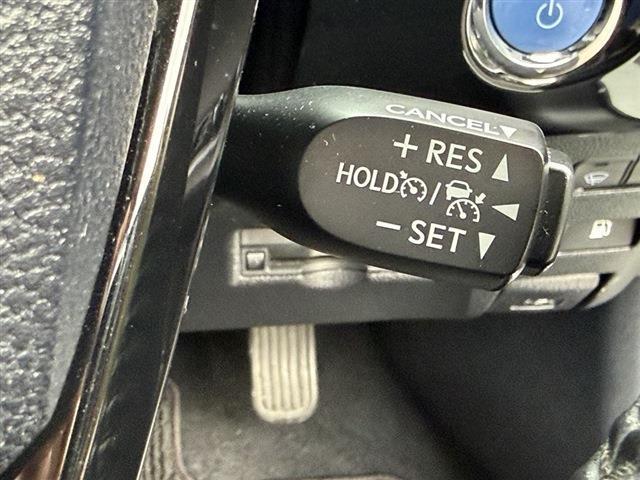 CANCEL
+ RES
HOLD /
− SET